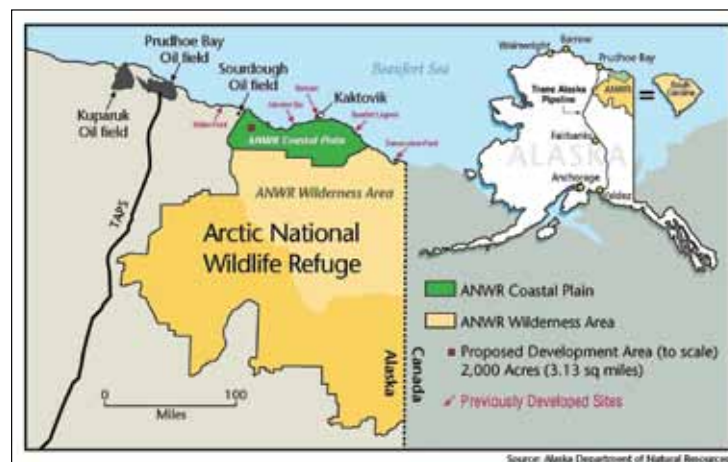 Prudhoe Bay
Oil field
Sourdough
Oil field
Kaktovik
Kuparuk
Oil field
Beaufort Sea
ANWR Coastal Plain
ANWR Wilderness Area
Arctic National
Wildlife Refuge
TAPS
Alaska
Canada
0
100
Miles
Wainwright
Barrow
Prudhoe Bay
Trans Alaska
Pipeline
ANWR
=
South
Carolina
Fairbanks
ALASKA
Anchorage
Valdez
ANWR Coastal Plain
ANWR Wilderness Area
Proposed Development Area (to scale)
2,000 Acres (3.13 sq miles)
Previously Developed Sites
Source: Alaska Department of Natural Resources